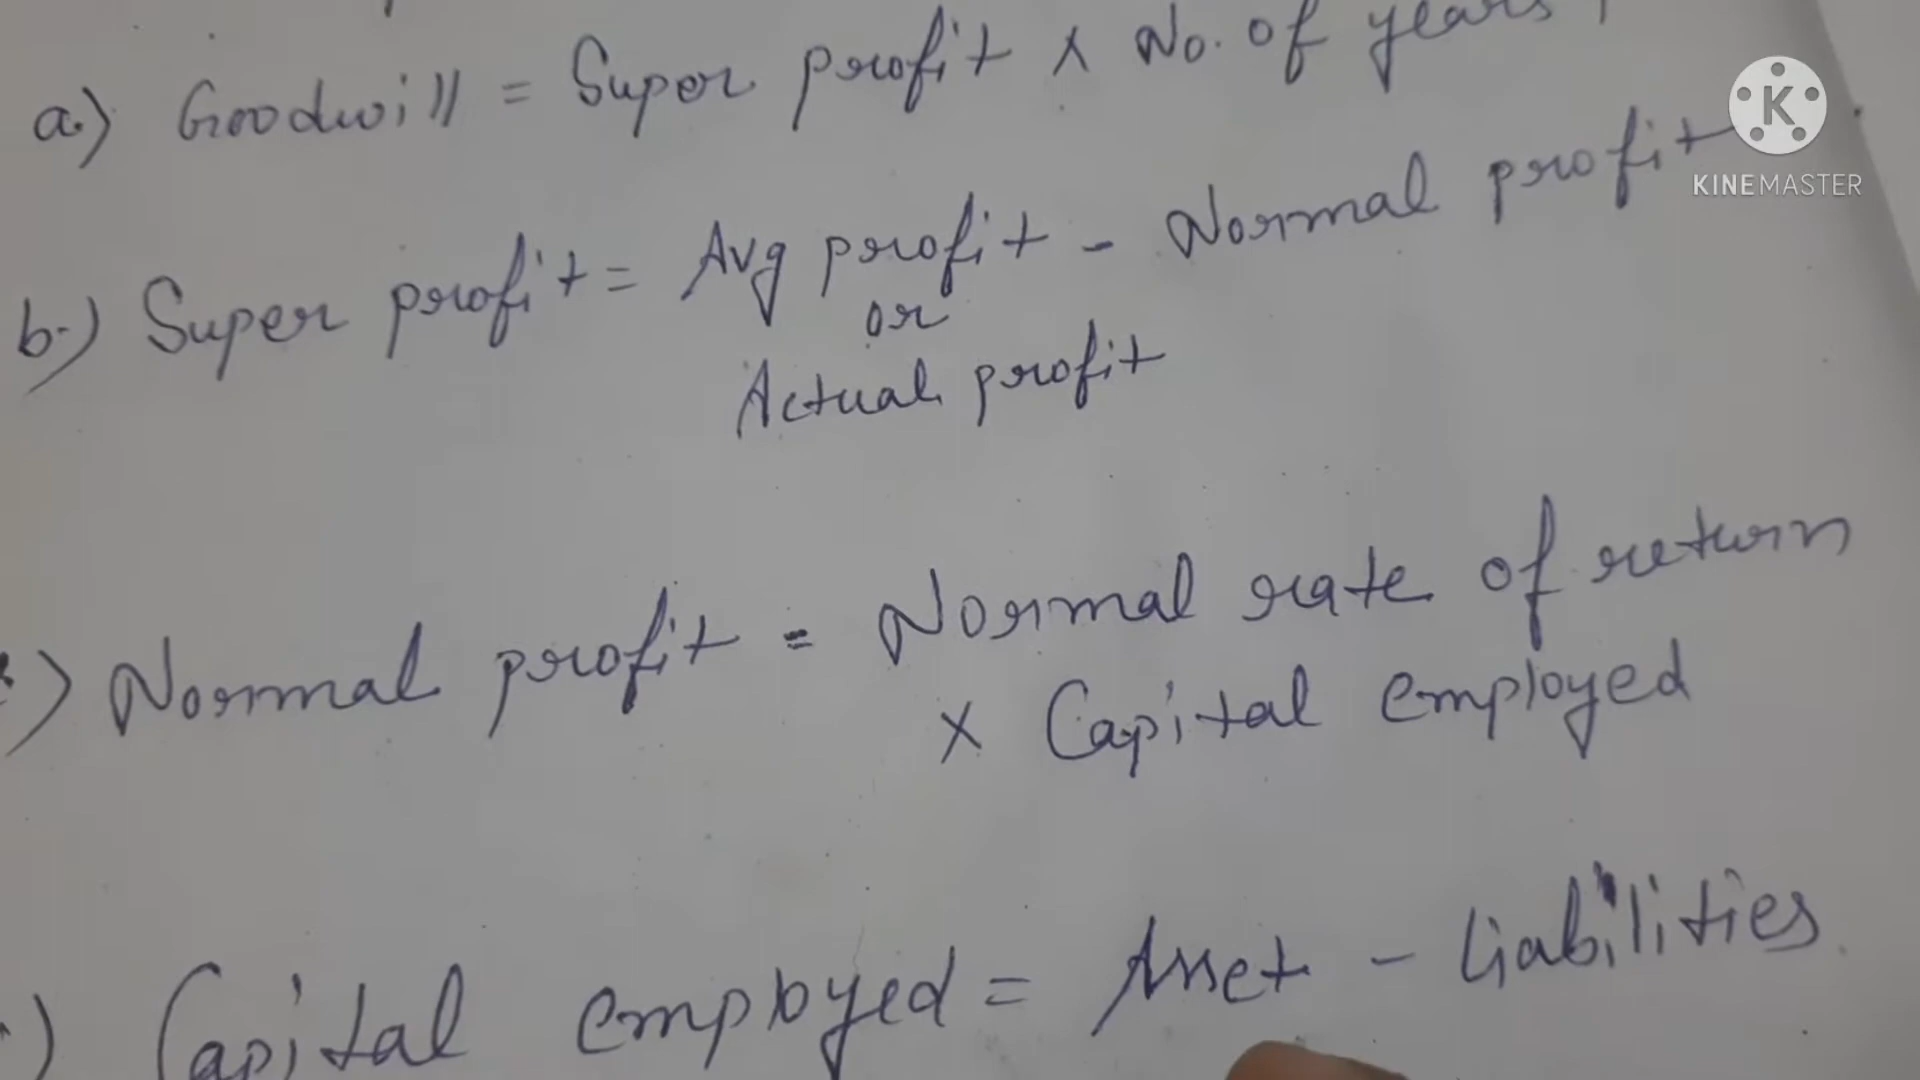 a.) Goodwill = Super profit x No. of years
KINEMASTER
b.) Super profit = Avg profit - Normal profit
or
Actual profit
) Normal profit = Normal rate of return
x Capital employed
) Capital employed = Asset - Liabilities